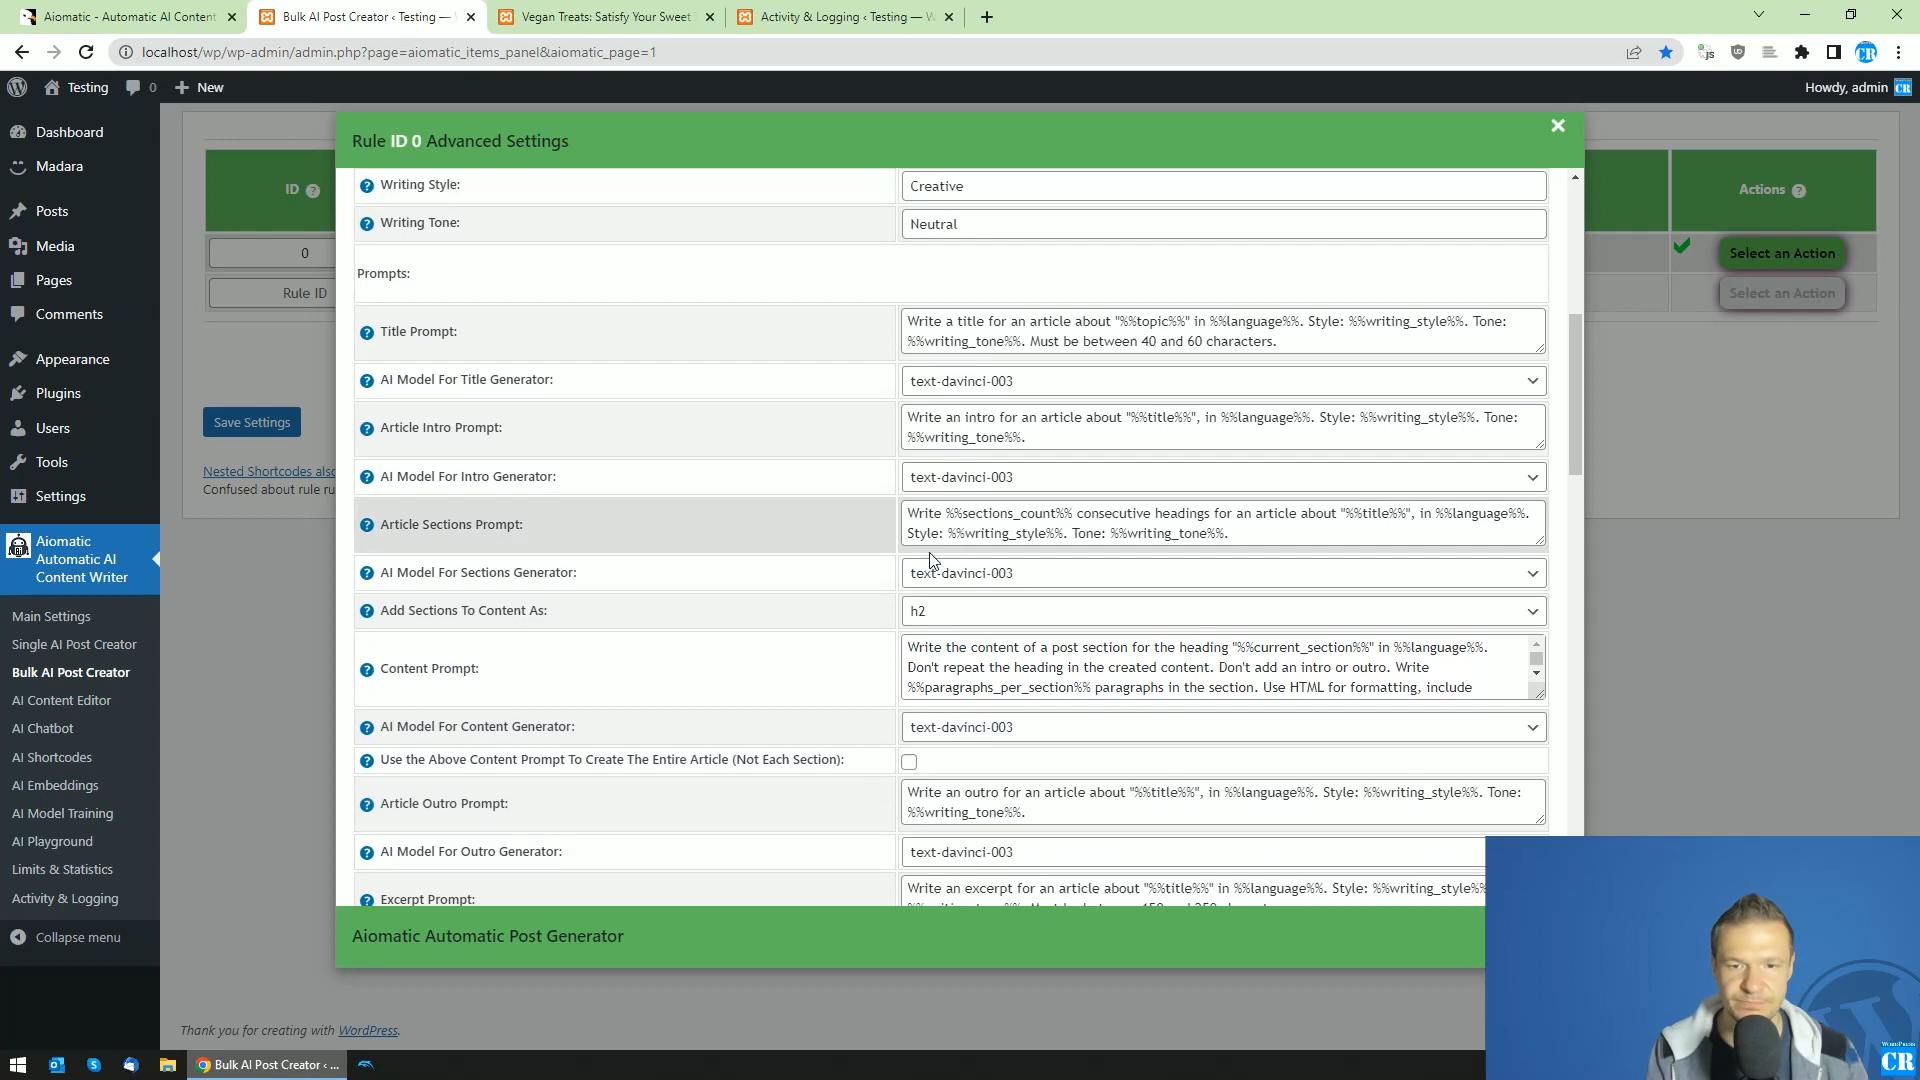 Aiomatic - Automatic AI Content
Bulk AI Post Creator ‹ Testing —
Vegan Treats: Satisfy Your Sweet
Activity & Logging ‹ Testing — W
localhost/wp/wp-admin/admin.php?page=aiomatic_items_panel&aiomatic_page=1
Testing
0
New
Howdy, admin
Dashboard
Madara
Posts
Media
Pages
Comments
Appearance
Plugins
Users
Tools
Settings
Aiomatic
Automatic AI
Content Writer
Main Settings
Single AI Post Creator
Bulk AI Post Creator
AI Content Editor
AI Chatbot
AI Shortcodes
AI Embeddings
AI Model Training
AI Playground
Limits & Statistics
Activity & Logging
Collapse menu
ID
0
Rule ID
Save Settings
Nested Shortcodes also
Confused about rule ru
Rule ID 0 Advanced Settings
Writing Style:
Creative
Writing Tone:
Neutral
Prompts:
Title Prompt:
Write a title for an article about "%%topic%%" in %%language%%. Style: %%writing_style%%. Tone:
%%writing_tone%%. Must be between 40 and 60 characters.
AI Model For Title Generator:
text-davinci-003
Article Intro Prompt:
Write an intro for an article about "%%title%%", in %%language%%. Style: %%writing_style%%. Tone:
%%writing_tone%%.
AI Model For Intro Generator:
text-davinci-003
Article Sections Prompt:
Write %%sections_count%% consecutive headings for an article about "%%title%%", in %%language%%.
Style: %%writing_style%%. Tone: %%writing_tone%%.
AI Model For Sections Generator:
text-davinci-003
Add Sections To Content As:
h2
Content Prompt:
Write the content of a post section for the heading "%%current_section%%" in %%language%%.
Don't repeat the heading in the created content. Don't add an intro or outro. Write
%%paragraphs_per_section%% paragraphs in the section. Use HTML for formatting, include
AI Model For Content Generator:
text-davinci-003
Use the Above Content Prompt To Create The Entire Article (Not Each Section):
Article Outro Prompt:
Write an outro for an article about "%%title%%", in %%language%%. Style: %%writing_style%%. Tone:
%%writing_tone%%.
AI Model For Outro Generator:
text-davinci-003
Excerpt Prompt:
Write an excerpt for an article about "%%title%%" in %%language%%. Style: %%writing_style%%
Aiomatic Automatic Post Generator
Actions
Select an Action
Select an Action
Thank you for creating with WordPress.
Bulk AI Post Creator ‹ ...
WORDPRESS
CR